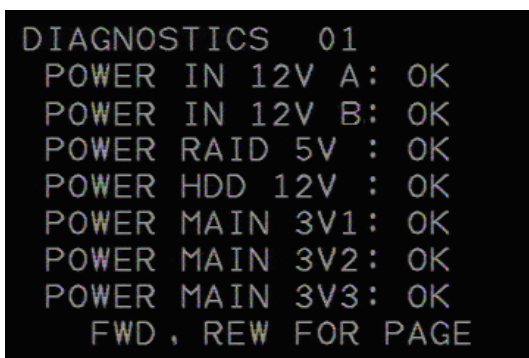 DIAGNOSTICS 01
POWER IN 12V A: OK
POWER IN 12V B: OK
POWER RAID 5V : OK
POWER HDD 12V : OK
POWER MAIN 3V1: OK
POWER MAIN 3V2: OK
POWER MAIN 3V3: OK
FWD, REW FOR PAGE